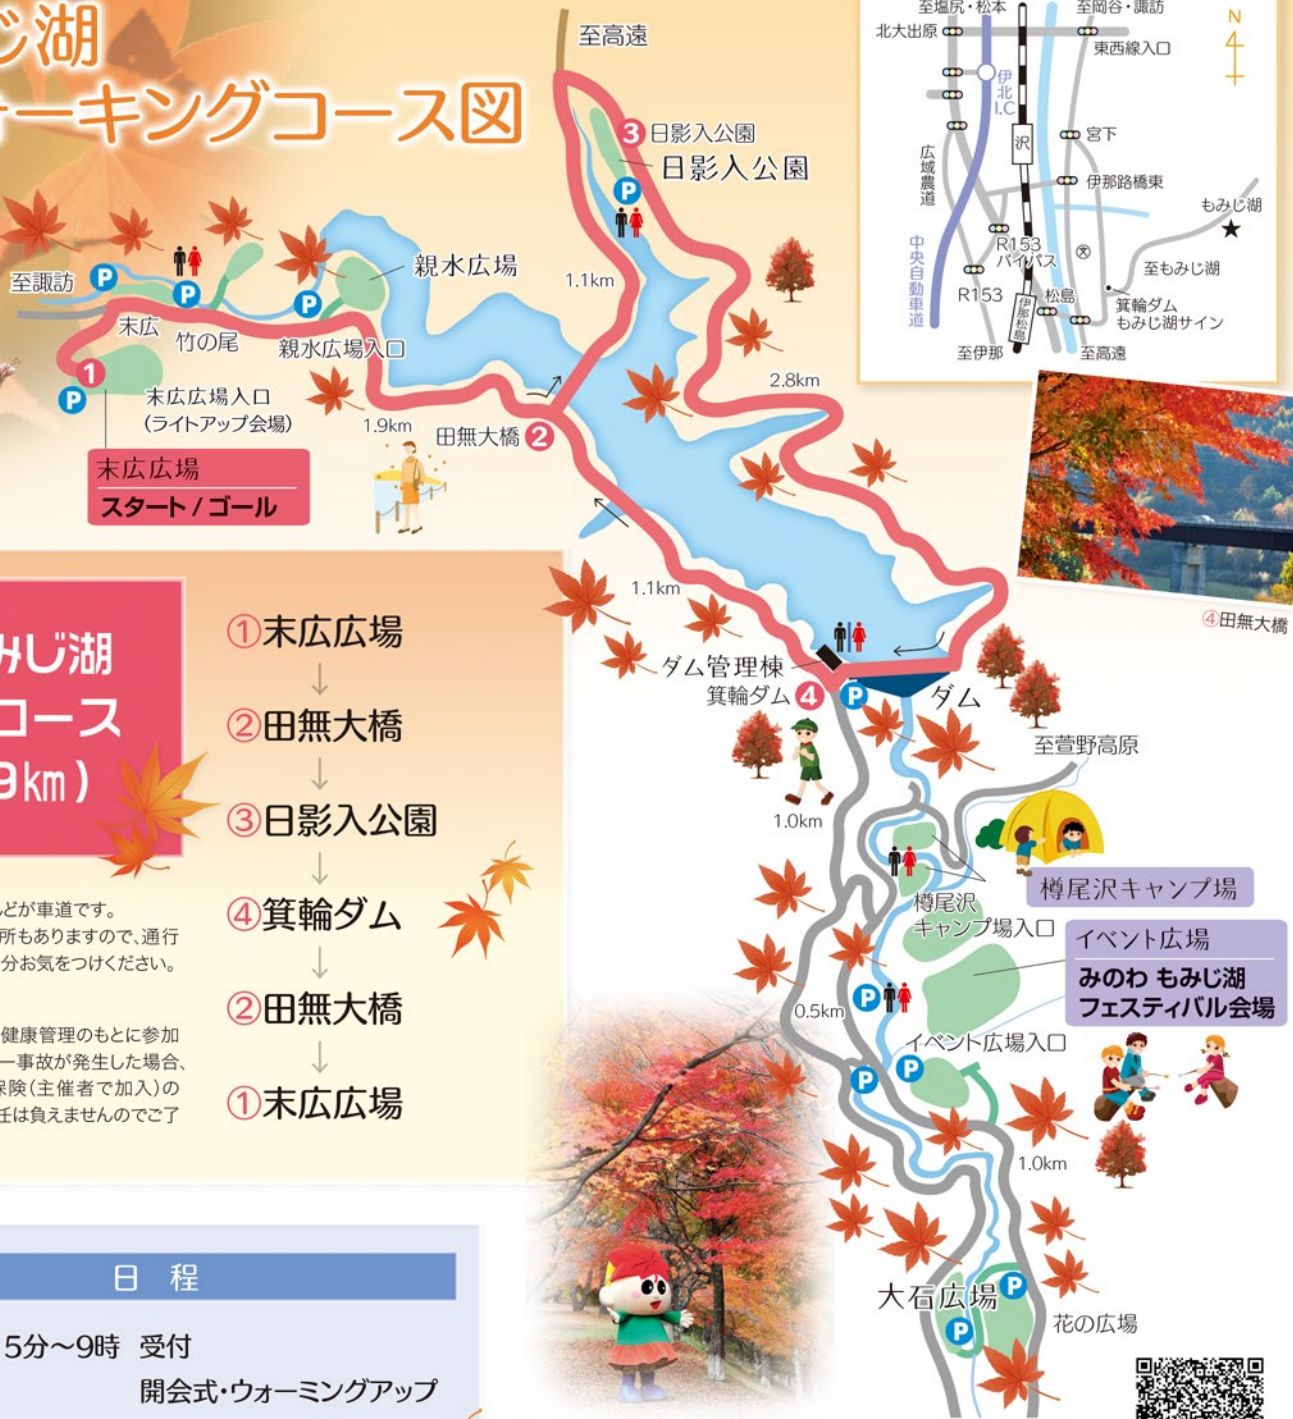 じ湖
ォーキングコース図
至高遠
3 日影入公園
日影入公園
P
至諏訪
P
P
P
親水広場
末広
竹の尾
親水広場入口
1.1km
1
P
末広広場入口
(ライトアップ会場)
1.9km
田無大橋 2
2.8km
末広広場
スタート / ゴール
至塩尻・松本
至岡谷・諏訪
北大出原
東西線入口
N
伊北I.C
沢
宮下
広域農道
伊那路橋東
もみじ湖
中央自動車道
R153
バイパス
文
至もみじ湖
R153
伊那松島
松島
箕輪ダム
もみじ湖サイン
至伊那
至高遠
④田無大橋
1.1km
ダム管理棟
箕輪ダム 4
P
ダム
至萱野高原
1.0km
樽尾沢
キャンプ場入口
樽尾沢キャンプ場
イベント広場
みのわ もみじ湖
フェスティバル会場
P
0.5km
イベント広場入口
P
P
1.0km
大石広場
P
P
花の広場
みじ湖
コース
9km)
①末広広場
↓
②田無大橋
↓
③日影入公園
↓
④箕輪ダム
↓
②田無大橋
↓
①末広広場
どが車道です。
所もありますので、通行
分お気をつけください。
健康管理のもとに参加
一事故が発生した場合、
保険(主催者で加入)の
任は負えませんのでご了
日 程
5分～9時 受付
開会式・ウォーミングアップ